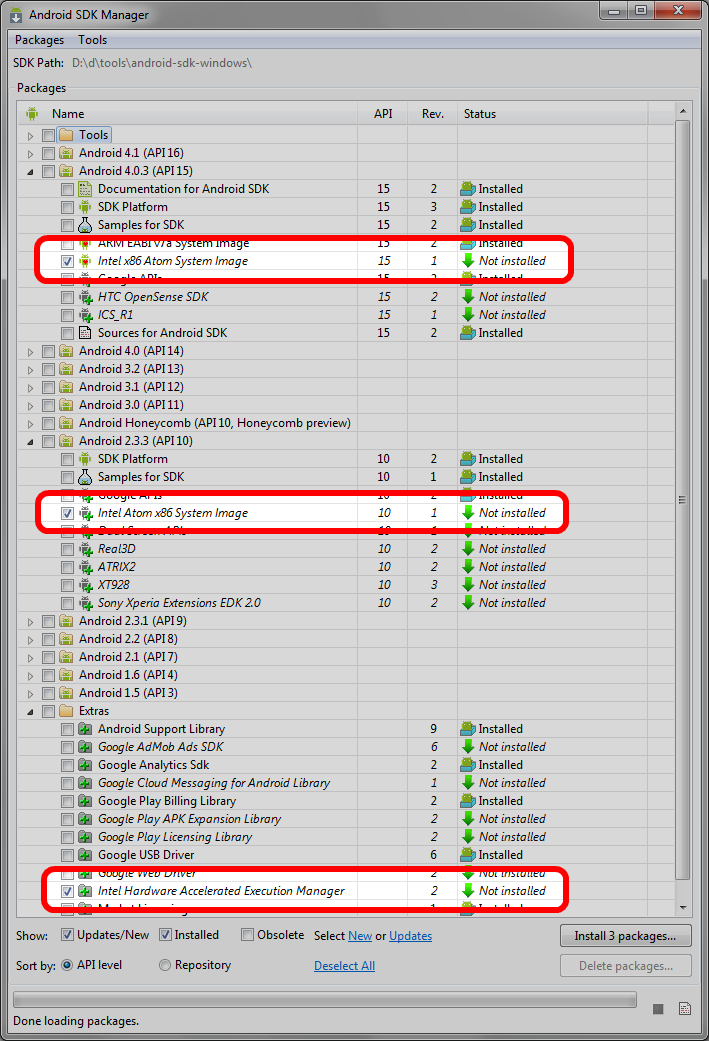 Android SDK Manager
Packages Tools
SDK Path: D:\d\tools\android-sdk-windows\
Packages
Name API Rev. Status
Tools
Android 4.1 (API 16)
Android 4.0.3 (API 15)
Documentation for Android SDK 15 2 Installed
SDK Platform 15 3 Installed
Samples for SDK 15 2 Installed
ARM EABI v7a System Image 15 2 Installed
Intel x86 Atom System Image 15 1 Not installed
Google APIs 15 2 Installed
HTC OpenSense SDK 15 2 Not installed
ICS_R1 15 1 Not installed
Sources for Android SDK 15 2 Installed
Android 4.0 (API 14)
Android 3.2 (API 13)
Android 3.1 (API 12)
Android 3.0 (API 11)
Android Honeycomb (API 10, Honeycomb preview)
Android 2.3.3 (API 10)
SDK Platform 10 2 Installed
Samples for SDK 10 1 Installed
Google APIs 10 2 Installed
Intel Atom x86 System Image 10 1 Not installed
Dual Screen APIs 10 1 Not installed
Real3D 10 2 Not installed
ATRIX2 10 2 Not installed
XT928 10 3 Not installed
Sony Xperia Extensions EDK 2.0 10 2 Not installed
Android 2.3.1 (API 9)
Android 2.2 (API 8)
Android 2.1 (API 7)
Android 1.6 (API 4)
Android 1.5 (API 3)
Extras
Android Support Library 9 Installed
Google AdMob Ads SDK 6 Not installed
Google Analytics Sdk 2 Installed
Google Cloud Messaging for Android Library 1 Not installed
Google Play Billing Library 2 Installed
Google Play APK Expansion Library 2 Not installed
Google Play Licensing Library 2 Not installed
Google USB Driver 6 Installed
Google Web Driver 2 Not installed
Intel Hardware Accelerated Execution Manager 2 Not installed
Installed
Show: Updates/New Installed Obsolete Select New or Updates Install 3 packages...
Sort by: API level Repository Deselect All Delete packages...
Done loading packages.